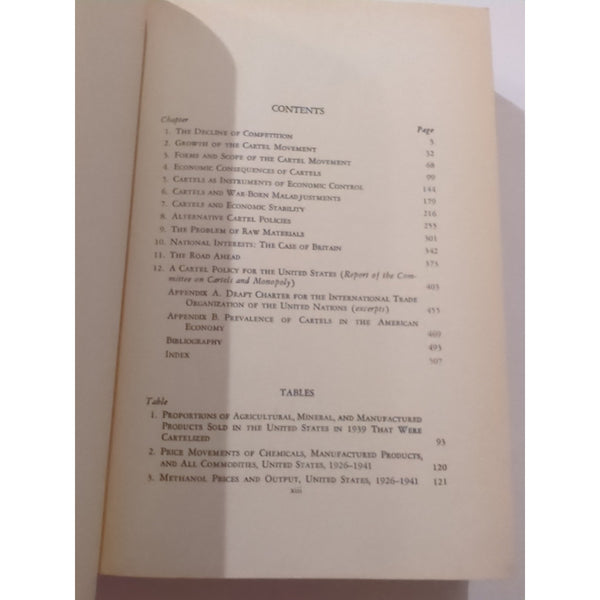 CONTENTS
Chapter Page
1. THE DECLINE OF COMPETITION 3
2. GROWTH OF THE CARTEL MOVEMENT 32
3. FORMS AND SCOPE OF THE CARTEL MOVEMENT 68
4. ECONOMIC CONSEQUENCES OF CARTELS 99
5. CARTELS AS INSTRUMENTS OF ECONOMIC CONTROL 144
6. CARTELS AND WAR-BORN MALADJUSTMENTS 179
7. CARTELS AND ECONOMIC STABILITY 216
8. ALTERNATIVE CARTEL POLICIES 255
9. THE PROBLEM OF RAW MATERIALS 301
10. NATIONAL INTERESTS: THE CASE OF BRITAIN 342
11. THE ROAD AHEAD 373
12. A CARTEL POLICY FOR THE UNITED STATES (Report of the Com-
mittee on Cartels and Monopoly) 403
APPENDIX A. DRAFT CHARTER FOR THE INTERNATIONAL TRADE
ORGANIZATION OF THE UNITED NATIONS (excerpts) 455
APPENDIX B. PREVALENCE OF CARTELS IN THE AMERICAN
ECONOMY 469
BIBLIOGRAPHY 493
INDEX 507
TABLES
Table
1. PROPORTIONS OF AGRICULTURAL, MINERAL, AND MANUFACTURED
PRODUCTS SOLD IN THE UNITED STATES IN 1939 THAT WERE
CARTELIZED 93
2. PRICE MOVEMENTS OF CHEMICALS, MANUFACTURED PRODUCTS,
AND ALL COMMODITIES, UNITED STATES, 1926-1941 120
3. METHANOL PRICES AND OUTPUT, UNITED STATES, 1926-1941 121
xiii